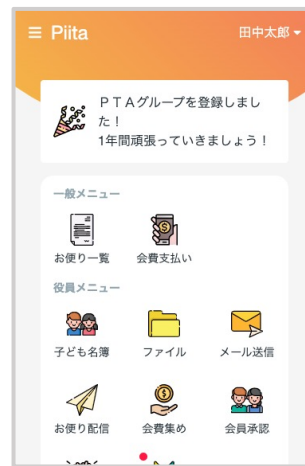 Piita
田中太郎
ＰＴＡグループを登録しまし
た！
1年間頑張っていきましょう！
一般メニュー
お便り一覧 会費支払い
役員メニュー
子ども名簿 ファイル メール送信
お便り配信 会費集め 会員承認